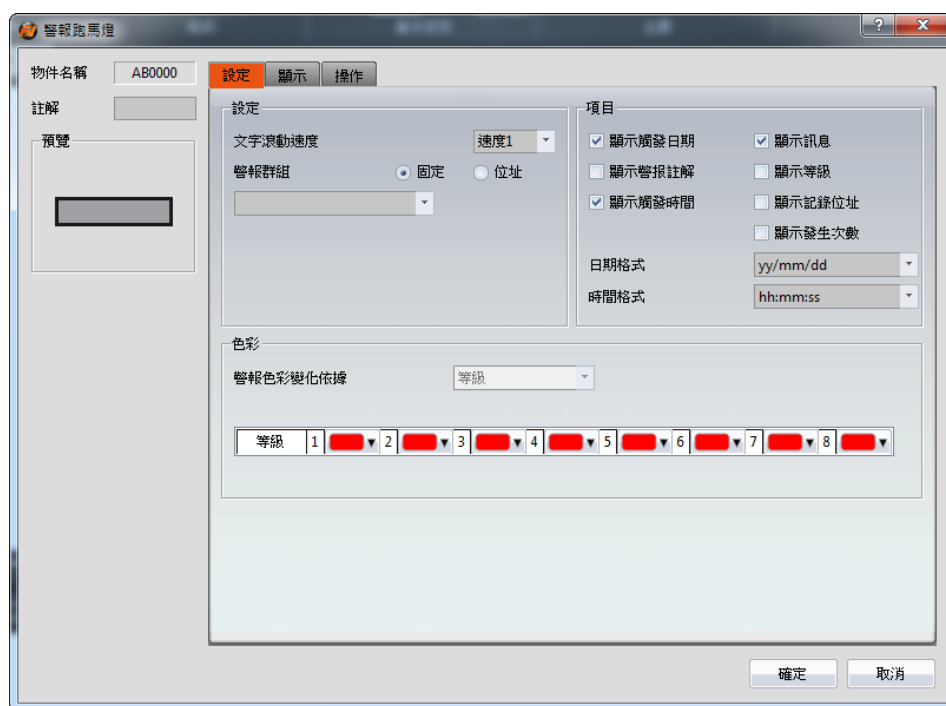 警報跑馬燈
物件名稱 AB0000
註解
預覽
設定 顯示 操作
設定
文字滾動速度 速度1
警報群組 固定 位址
項目
顯示觸發日期 顯示訊息
顯示警报註解 顯示等級
顯示觸發時間 顯示記錄位址
顯示發生次數
日期格式 yy/mm/dd
時間格式 hh:mm:ss
色彩
警報色彩變化依據 等級
等級 1 2 3 4 5 6 7 8
確定 取消